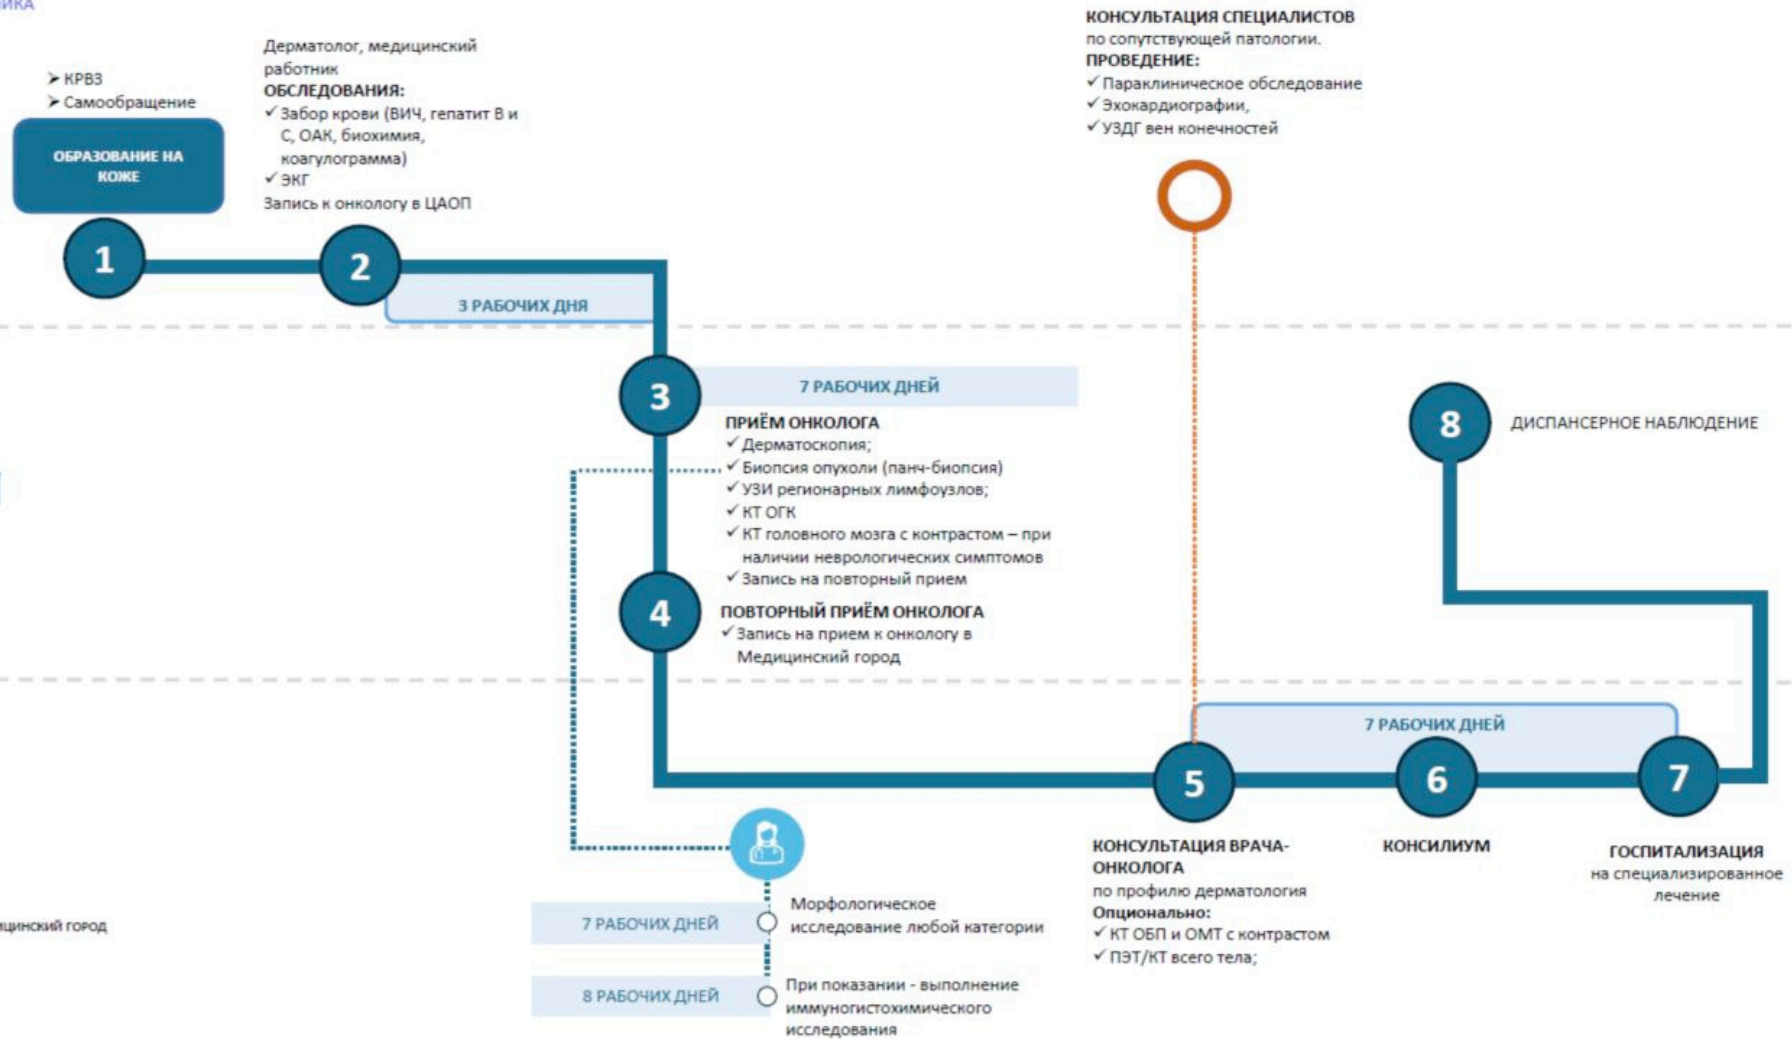 ➢ КРВЗ
➢ Самообращение
ОБРАЗОВАНИЕ НА
КОЖЕ
1
Дерматолог, медицинский
работник
ОБСЛЕДОВАНИЯ:
✓ Забор крови (ВИЧ, гепатит В и
С, ОАК, биохимия,
коагулограмма)
✓ ЭКГ
Запись к онкологу в ЦАОП
2
3 РАБОЧИХ ДНЯ
КОНСУЛЬТАЦИЯ СПЕЦИАЛИСТОВ
по сопутствующей патологии.
ПРОВЕДЕНИЕ:
✓ Параклиническое обследование
✓ Эхокардиографии,
✓ УЗДГ вен конечностей
3
7 РАБОЧИХ ДНЕЙ
ПРИЁМ ОНКОЛОГА
✓ Дерматоскопия;
✓ Биопсия опухоли (панч-биопсия)
✓ УЗИ регионарных лимфоузлов;
✓ КТ ОГК
✓ КТ головного мозга с контрастом – при
наличии неврологических симптомов
✓ Запись на повторный прием
4
ПОВТОРНЫЙ ПРИЁМ ОНКОЛОГА
✓ Запись на прием к онкологу в
Медицинский город
8
ДИСПАНСЕРНОЕ НАБЛЮДЕНИЕ
7 РАБОЧИХ ДНЕЙ
5
6
7
КОНСУЛЬТАЦИЯ ВРАЧА-
ОНКОЛОГА
по профилю дерматология
Опционально:
✓ КТ ОБП и ОМТ с контрастом
✓ ПЭТ/КТ всего тела;
КОНСИЛИУМ
ГОСПИТАЛИЗАЦИЯ
на специализированное
лечение
7 РАБОЧИХ ДНЕЙ
Морфологическое
исследование любой категории
8 РАБОЧИХ ДНЕЙ
При показании - выполнение
иммуногистохимического
исследования
город